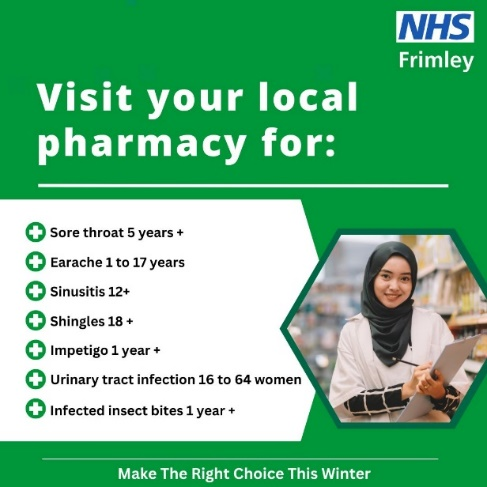 NHS
Frimley
Visit your local
pharmacy for:
Sore throat 5 years +
Earache 1 to 17 years
Sinusitis 12+
Shingles 18 +
Impetigo 1 year +
Urinary tract infection 16 to 64 women
Infected insect bites 1 year +
Make The Right Choice This Winter